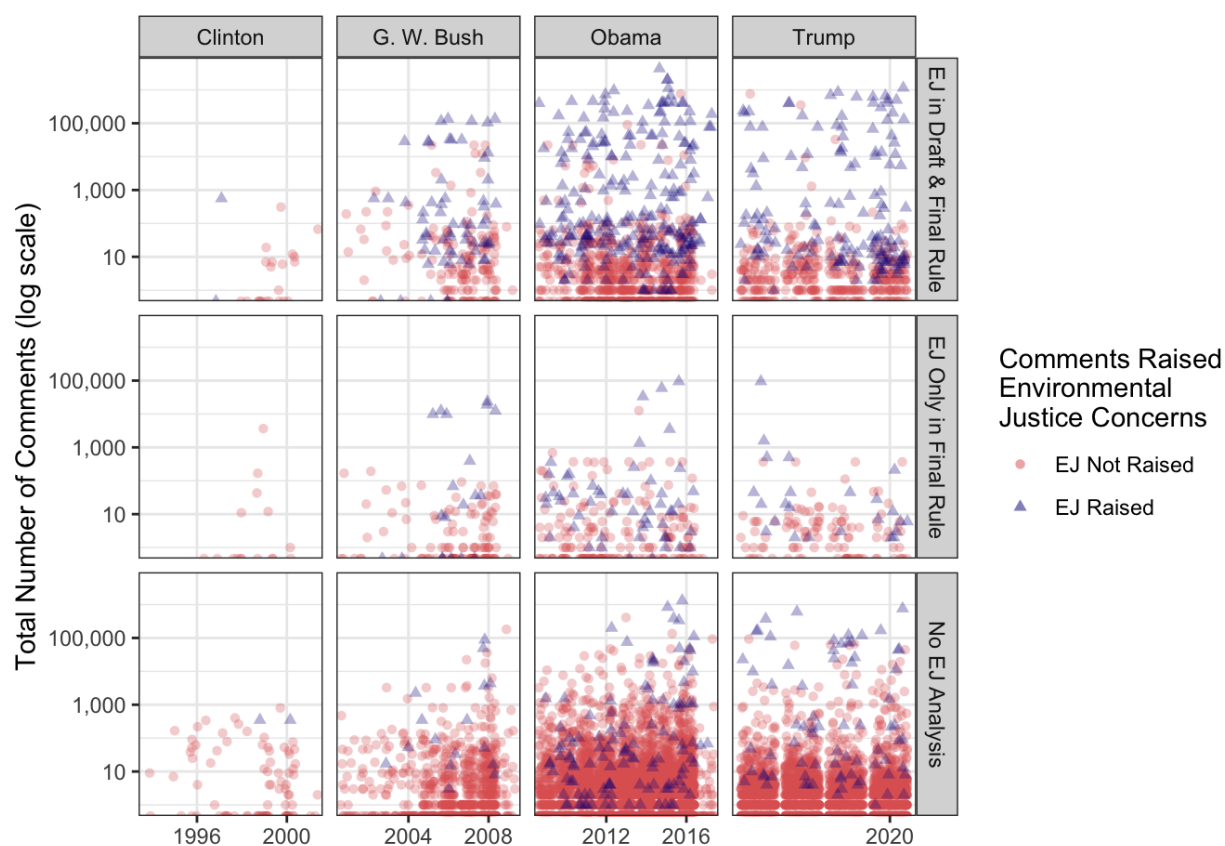 Clinton
G. W. Bush
Obama
Trump
Total Number of Comments (log scale)
100,000
1,000
10
EJ in Draft & Final Rule
100,000
1,000
10
EJ Only in Final Rule
100,000
1,000
10
No EJ Analysis
1996
2000
2004
2008
2012
2016
2020
Comments Raised
Environmental
Justice Concerns
EJ Not Raised
EJ Raised